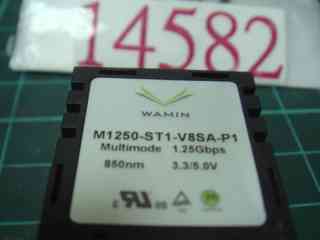 14582
WAMIN
M1250-ST1-V8SA-P1
Multimode 1.25Gbps
850nm 3.3/5.0V